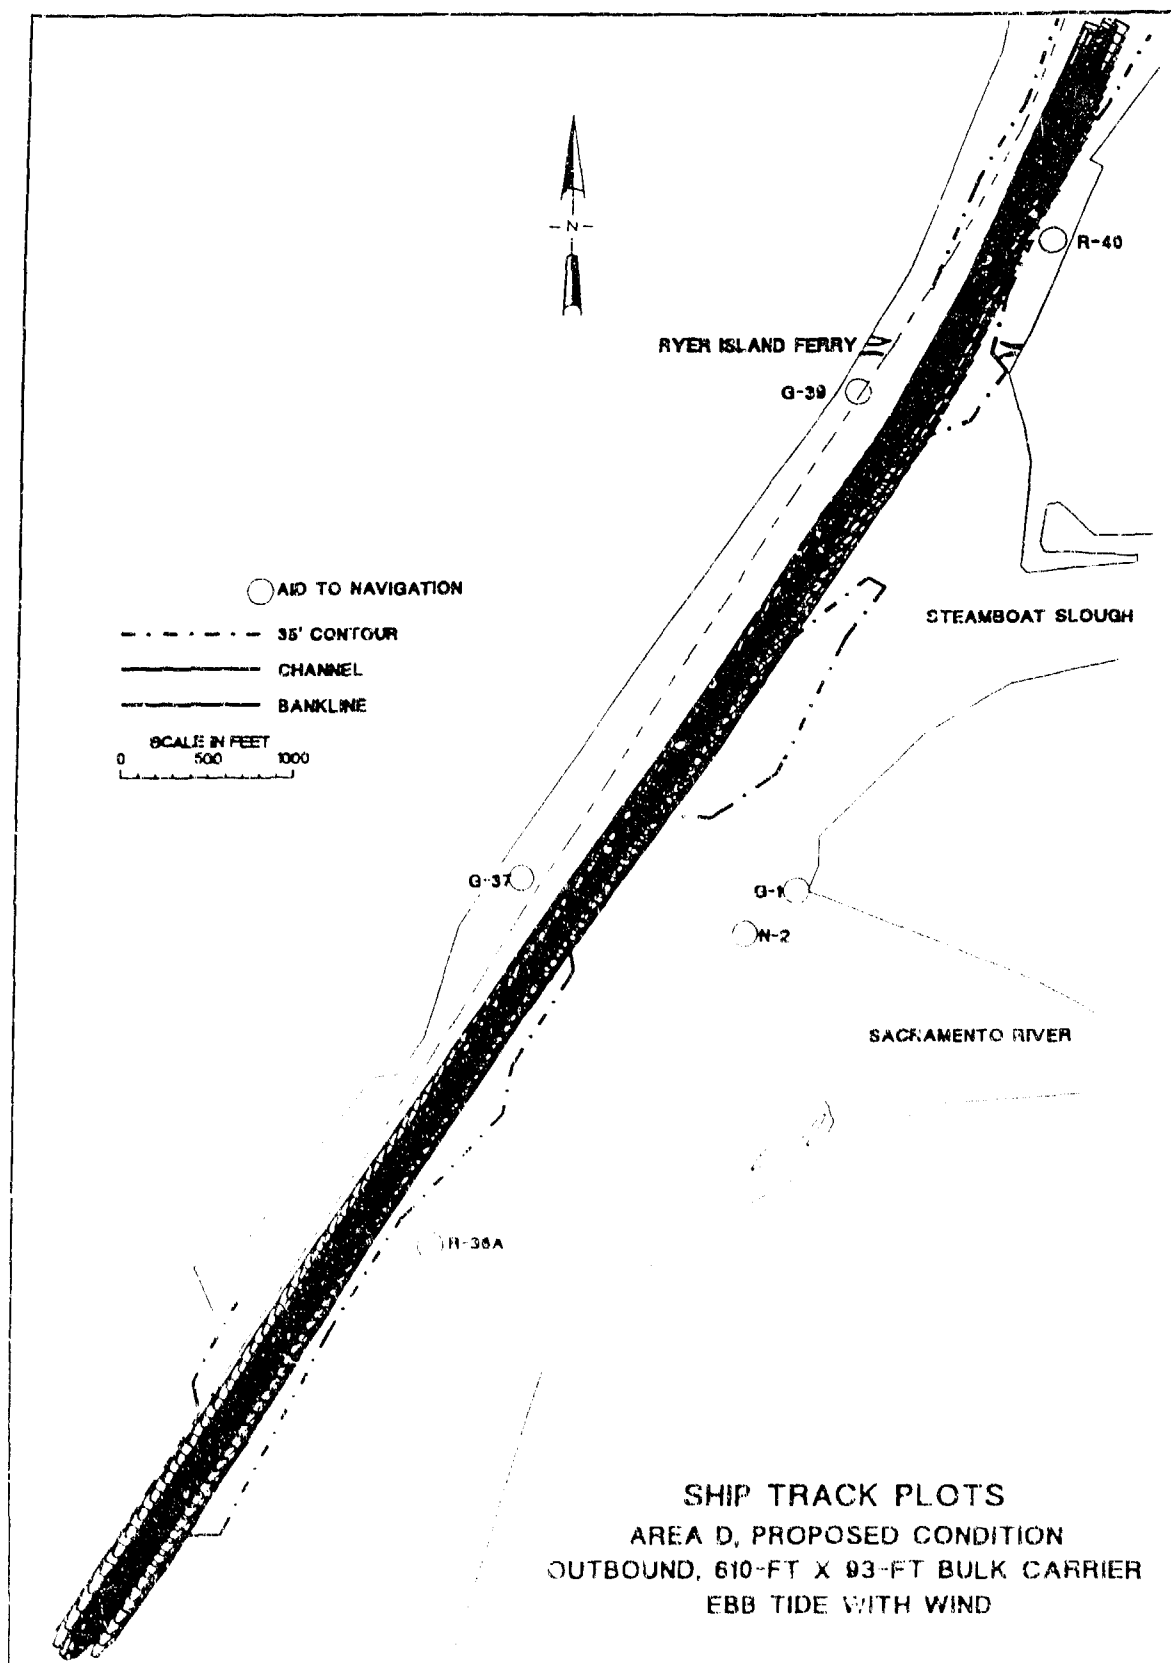 N
R-40
RYER ISLAND FERRY
G-39
AID TO NAVIGATION
35' CONTOUR
CHANNEL
BANKLINE
SCALE IN FEET
0 500 1000
STEAMBOAT SLOUGH
G-37
G-1
N-2
SACRAMENTO RIVER
R-36A
SHIP TRACK PLOTS
AREA D, PROPOSED CONDITION
OUTBOUND, 610-FT X 93-FT BULK CARRIER
EBB TIDE WITH WIND